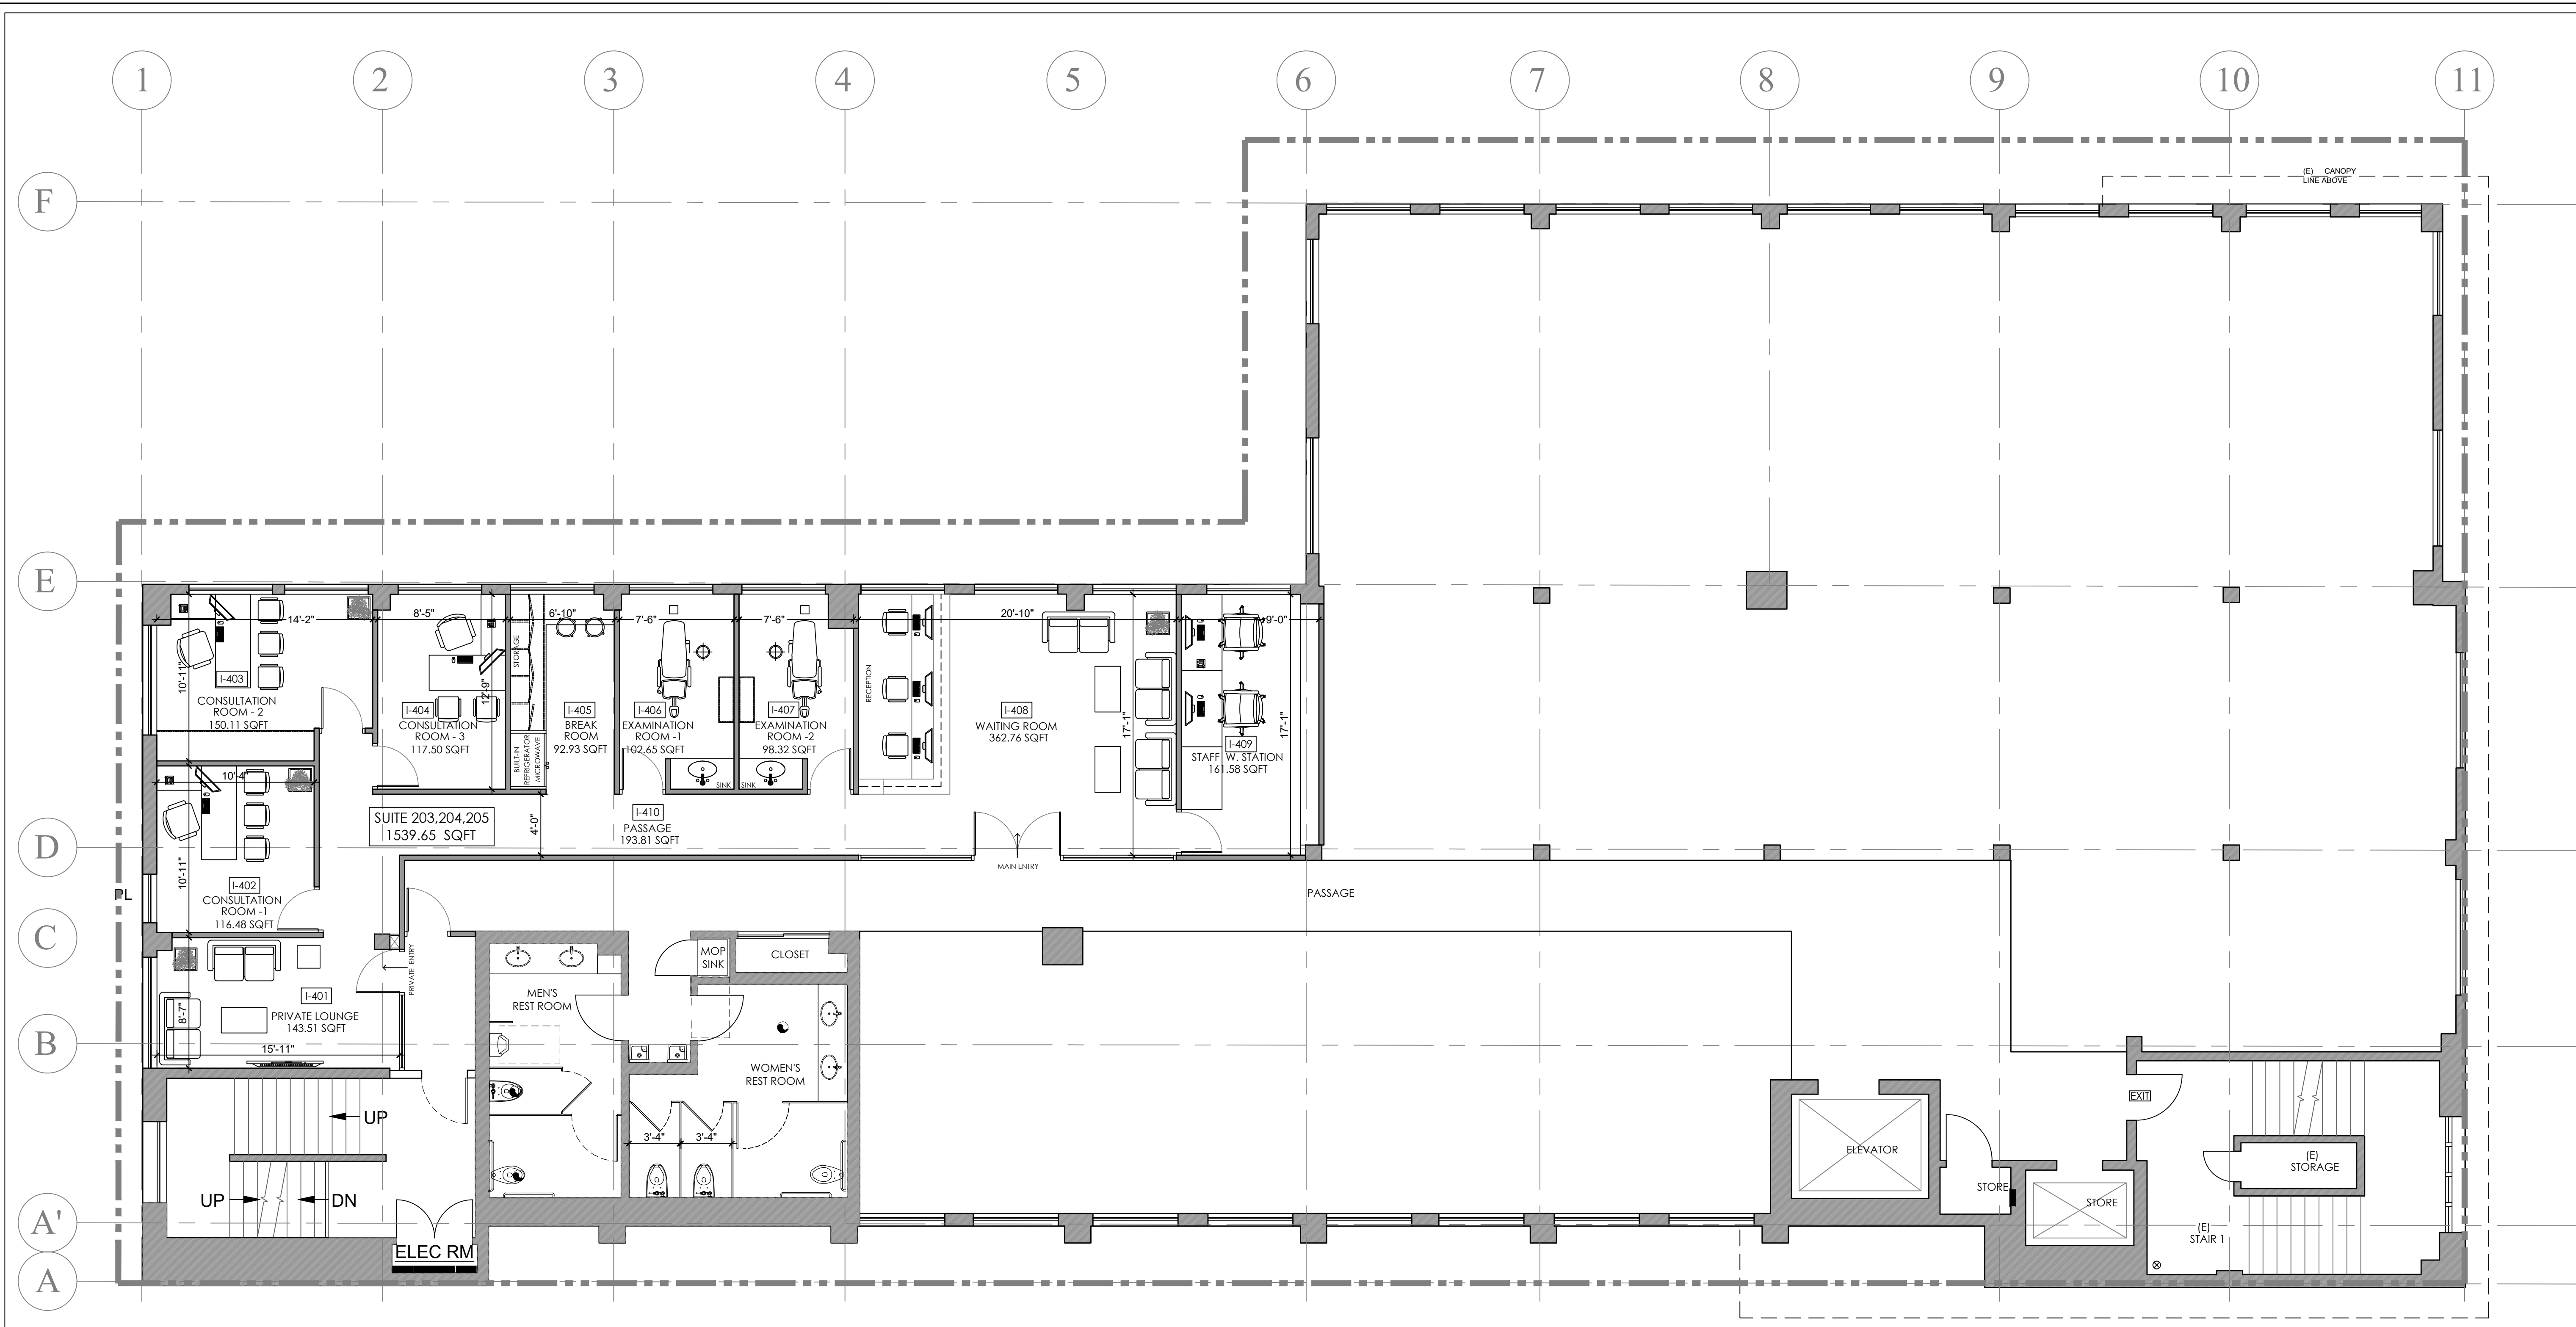 1
2
3
4
5
6
7
8
9
10
11
F
(E) CANOPY
LINE ABOVE
E
14'-2"
8'-5"
6'-10"
7'-6"
7'-6"
20'-10"
9'-0"
10'-11"
I-403
CONSULTATION
ROOM - 2
150.11 SQFT
12'-9"
I-404
CONSULTATION
ROOM - 3
117.50 SQFT
STORAGE
BUILT-IN
REFRIGERATOR
MICROWAVE
I-405
BREAK
ROOM
92.93 SQFT
I-406
EXAMINATION
ROOM -1
102.65 SQFT
SINK
I-407
EXAMINATION
ROOM -2
98.32 SQFT
SINK
RECEPTION
I-408
WAITING ROOM
362.76 SQFT
17'-1"
I-409
STAFF W. STATION
161.58 SQFT
17'-1"
10'-4"
SUITE 203,204,205
1539.65 SQFT
4'-0"
I-410
PASSAGE
193.81 SQFT
D
MAIN ENTRY
10'-11"
I-402
CONSULTATION
ROOM -1
116.48 SQFT
PL
PASSAGE
C
PRIVATE ENTRY
MOP
SINK
CLOSET
I-401
PRIVATE LOUNGE
143.51 SQFT
8'-7"
15'-11"
MEN'S
REST ROOM
B
WOMEN'S
REST ROOM
3'-4"
3'-4"
UP
UP
DN
ELEC RM
ELEVATOR
EXIT
STORE
STORE
(E)
STORAGE
(E)
STAIR 1
A'
A